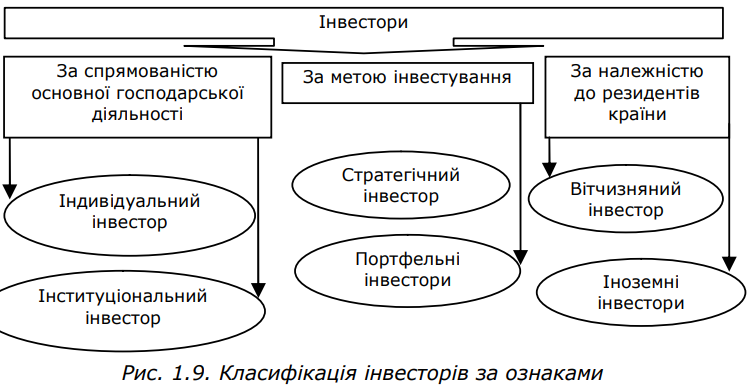 Інвестори
За спрямованістю
основної господарської
діяльності
За метою інвестування
За належністю
до резидентів
країни
Індивідуальний
інвестор
Стратегічний
інвестор
Вітчизняний
інвестор
Інституціональний
інвестор
Портфельні
інвестори
Іноземні
інвестори
Рис. 1.9. Класифікація інвесторів за ознаками